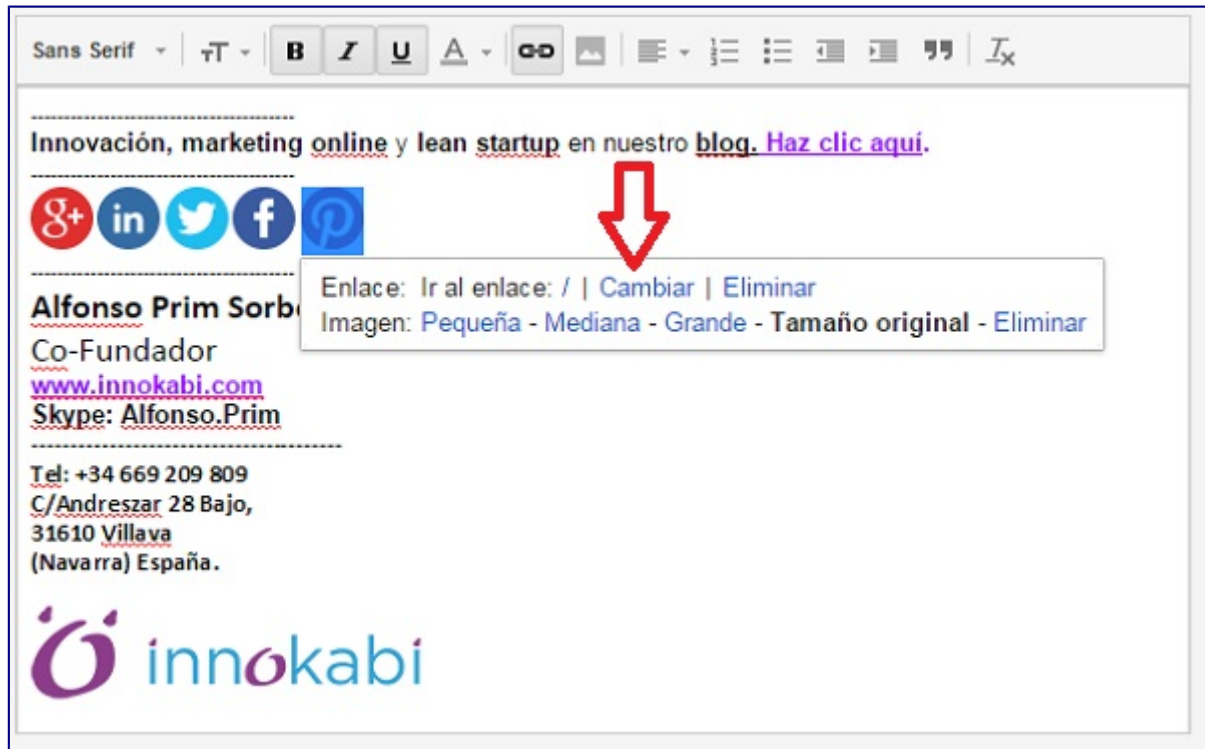 Sans Serif
B I U A
-----------------------------------------
Innovación, marketing online y lean startup en nuestro blog. Haz clic aquí.
-----------------------------------------
g+ in f
-----------------------------------------
Enlace: Ir al enlace: / | Cambiar | Eliminar
Imagen: Pequeña - Mediana - Grande - Tamaño original - Eliminar
Alfonso Prim
Co-Fundador
www.innokabi.com
Skype: Alfonso.Prim
-----------------------------------------
Tel: +34 669 209 809
C/Andreszar 28 Bajo,
31610 Villava
(Navarra) España.
innokabi